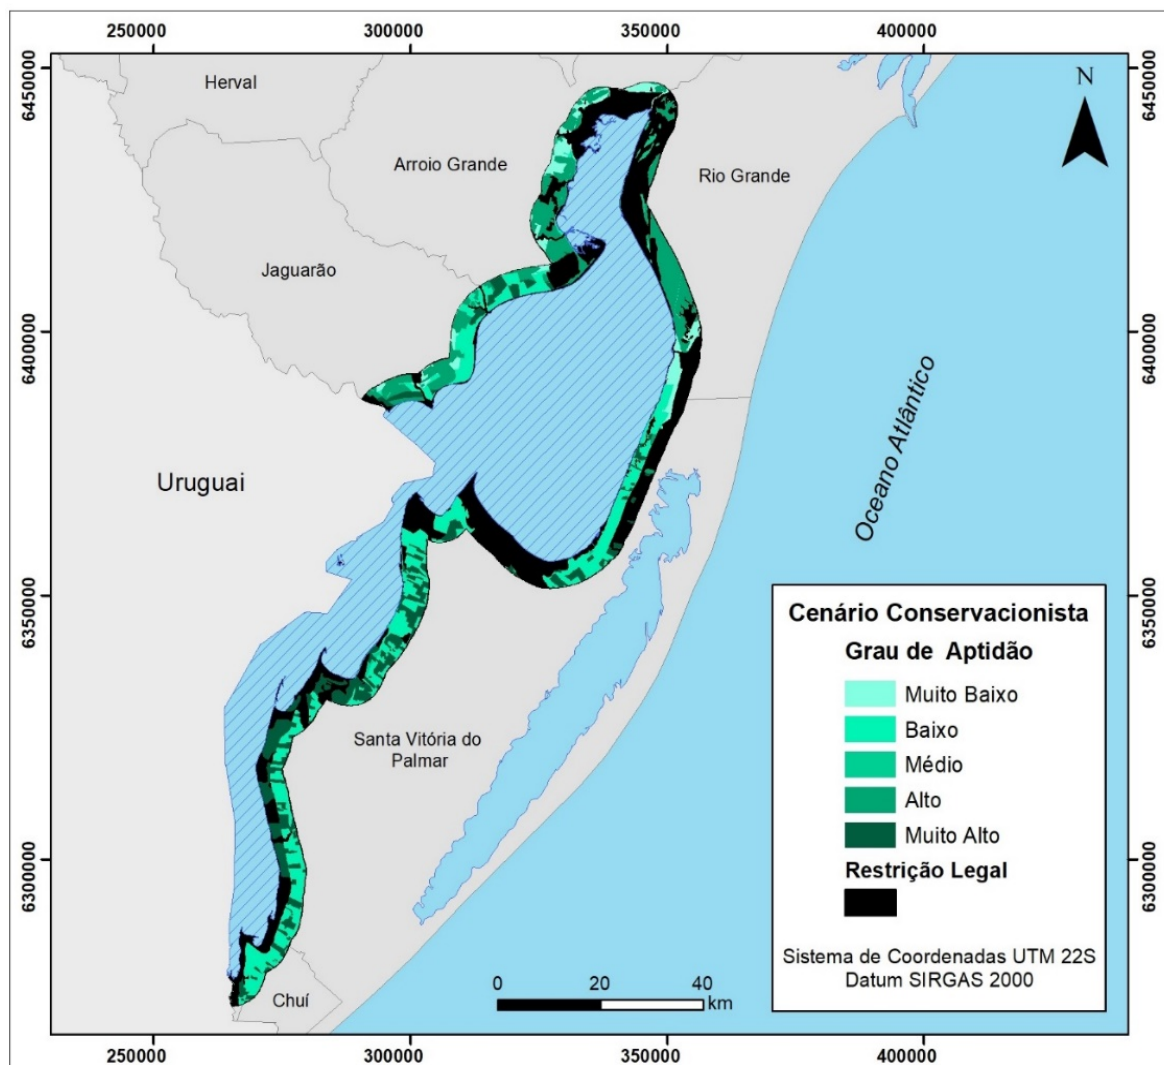 250000
300000
350000
400000
6450000
6450000
Herval
N
Arroio Grande
Rio Grande
Jaguarão
6400000
6400000
Oceano Atlântico
Uruguai
6350000
6350000
Cenário Conservacionista
Grau de Aptidão
Muito Baixo
Baixo
Médio
Alto
Muito Alto
Restrição Legal
Santa Vitória do
Palmar
6300000
6300000
Sistema de Coordenadas UTM 22S
Datum SIRGAS 2000
Chuí
0
20
40
km
250000
300000
350000
400000